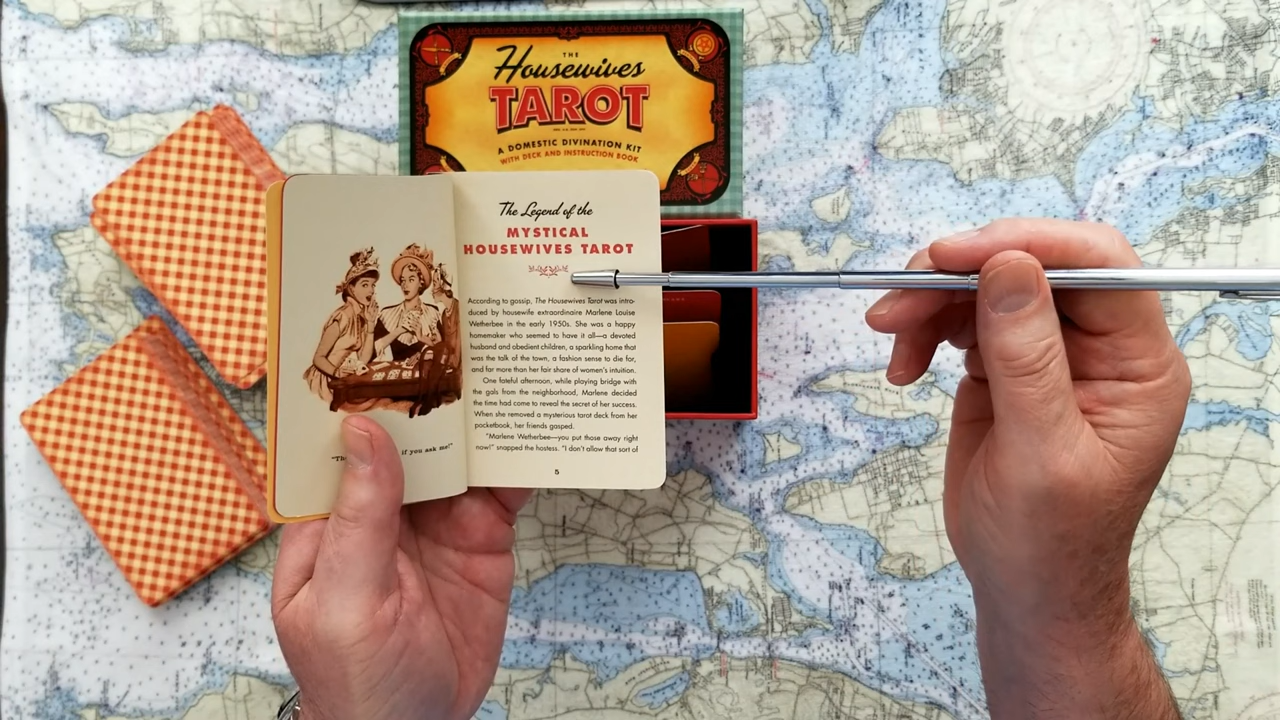 THE
Housewives
TAROT
A DOMESTIC DIVINATION KIT
WITH DECK AND INSTRUCTION BOOK
The Legend of the
MYSTICAL
HOUSEWIVES TAROT
According to gossip, The Housewives Tarot was intro-
duced by housewife extraordinaire Marlene Louise
Wetherbee in the early 1950s. She was a happy
homemaker who seemed to have it all—a devoted
husband and obedient children, a sparkling home that
was the talk of the town, a fashion sense to die for,
and far more than her fair share of women's intuition.
One fateful afternoon, while playing bridge with
the gals from the neighborhood, Marlene decided
the time had come to reveal the secret of her success.
When she removed a mysterious tarot deck from her
pocketbook, her friends gasped.
"Marlene Wetherbee—you put those away right
now!" snapped the hostess. "I don't allow that sort of
5
if you ask me!"